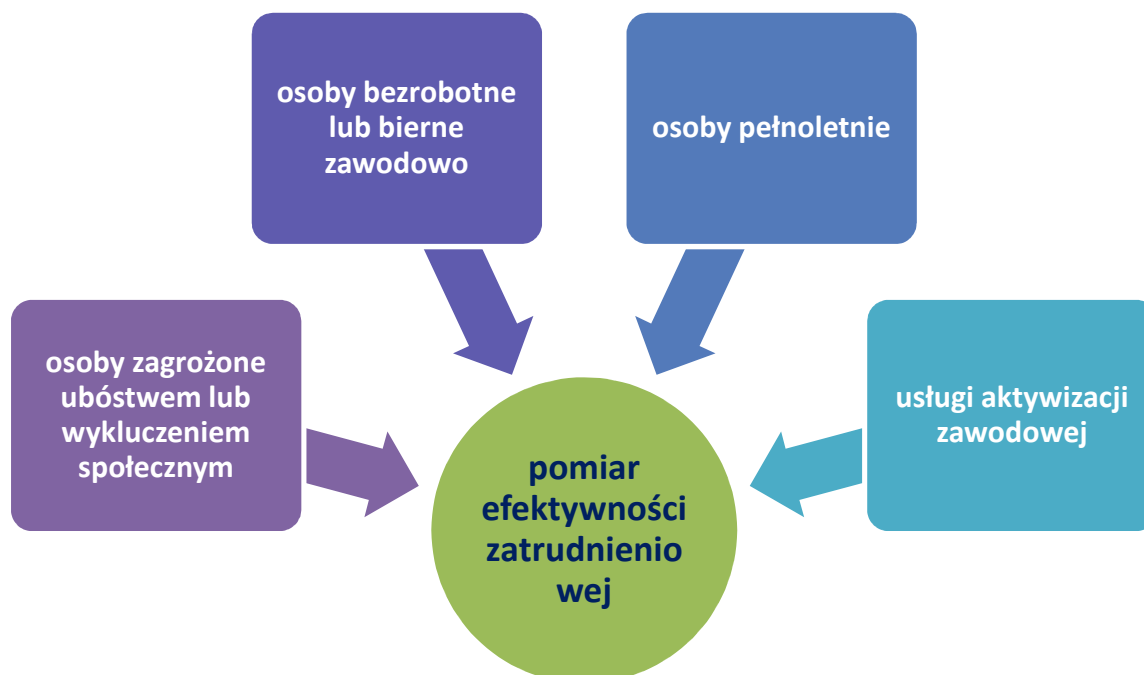 osoby bezrobotne
lub bierne
zawodowo
osoby pełnoletnie
osoby zagrożone
ubóstwem lub
wykluczeniem
społecznym
usługi aktywizacji
zawodowej
pomiar
efektywności
zatrudnienio
wej